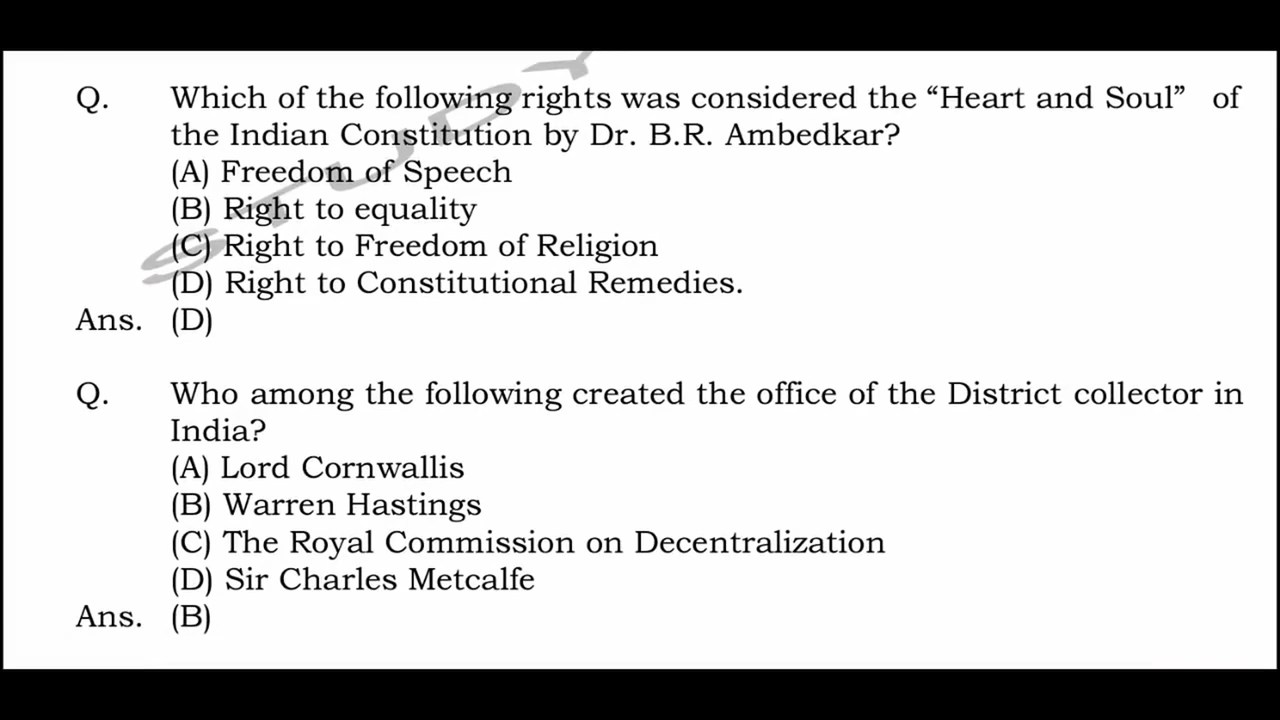 Q. Which of the following rights was considered the “Heart and Soul” of
the Indian Constitution by Dr. B.R. Ambedkar?
(A) Freedom of Speech
(B) Right to equality
(C) Right to Freedom of Religion
(D) Right to Constitutional Remedies.
Ans. (D)
Q. Who among the following created the office of the District collector in
India?
(A) Lord Cornwallis
(B) Warren Hastings
(C) The Royal Commission on Decentralization
(D) Sir Charles Metcalfe
Ans. (B)
STUDY